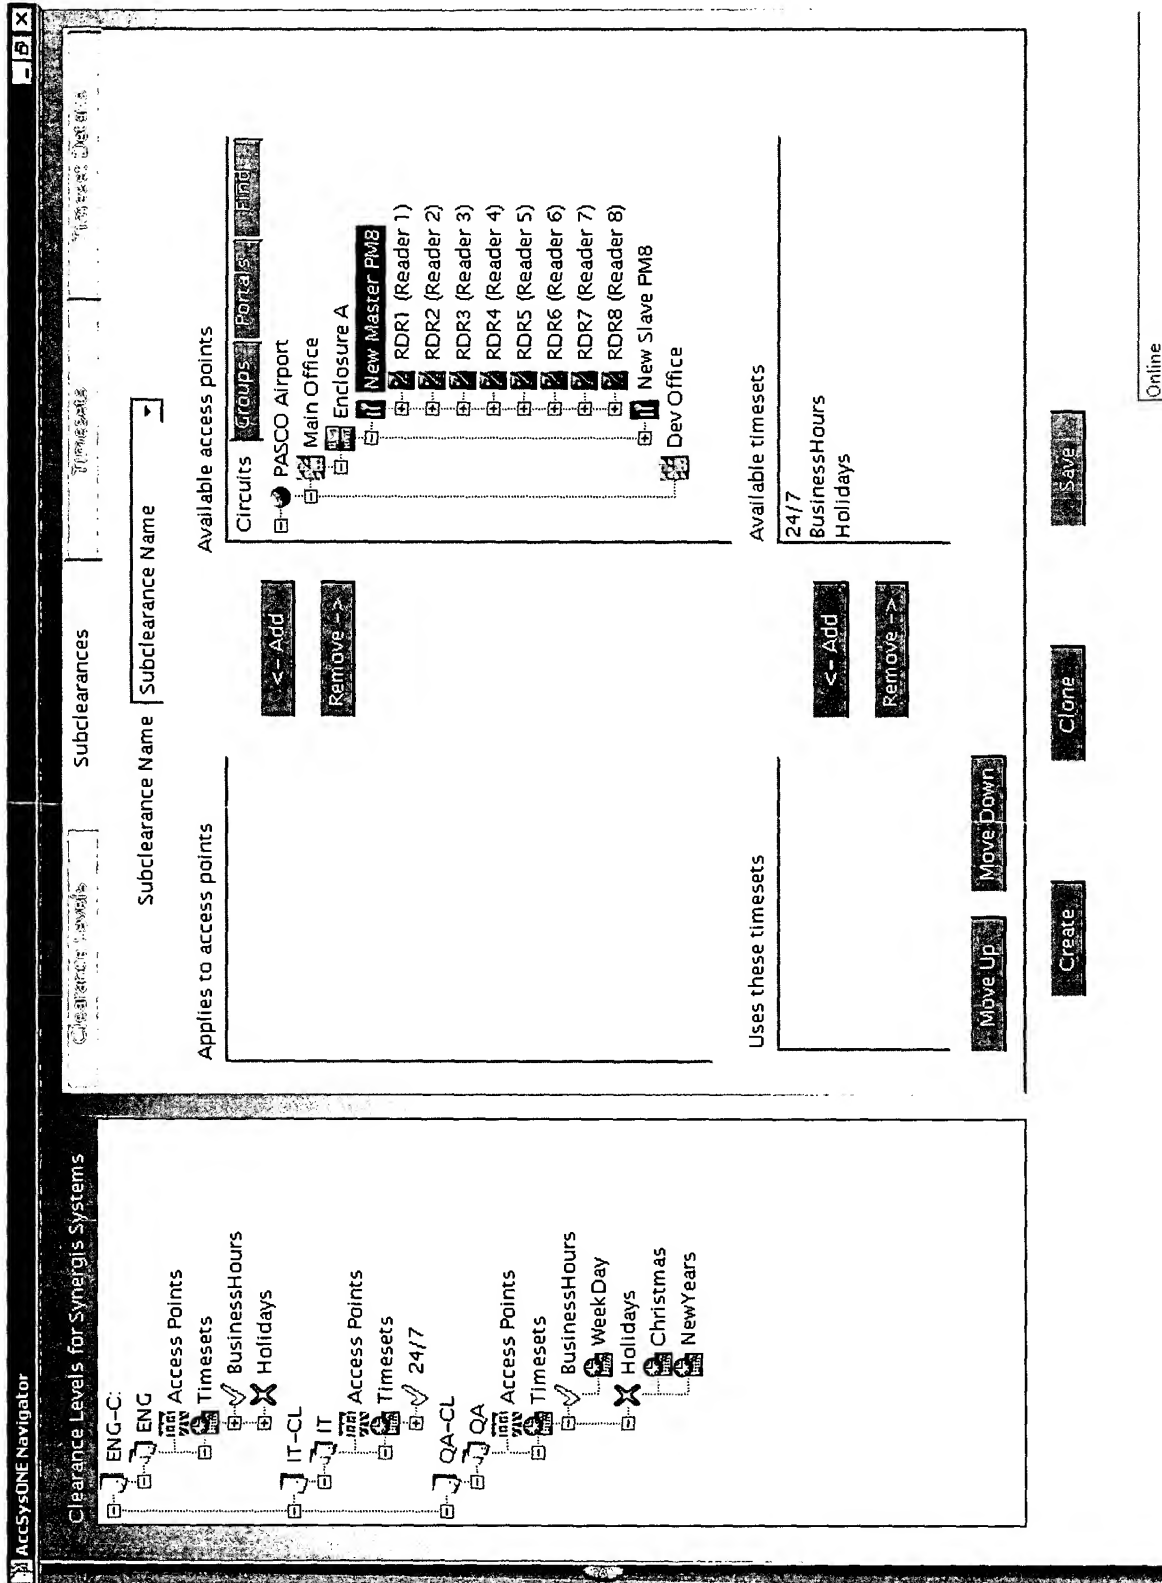 AccSysONE Navigator
Clearance Levels for Synergis Systems
ENG-C:
ENG
Access Points
Timesets
BusinessHours
Holidays
IT-CL
IT
Access Points
Timesets
24/7
QA-CL
QA
Access Points
Timesets
BusinessHours
WeekDay
Holidays
Christmas
NewYears
Clearance Levels
Subclearances
Timesets
Timeset Details
Subclearance Name
Subclearance Name
Applies to access points
<- Add
Remove ->
Available access points
Circuits
Groups
Portals
Find
PASCO Airport
Main Office
Enclosure A
New Master PM8
RDR1 (Reader 1)
RDR2 (Reader 2)
RDR3 (Reader 3)
RDR4 (Reader 4)
RDR5 (Reader 5)
RDR6 (Reader 6)
RDR7 (Reader 7)
RDR8 (Reader 8)
New Slave PM8
Dev Office
Uses these timesets
<- Add
Remove ->
Available timesets
24/7
BusinessHours
Holidays
Move Up
Move Down
Create
Clone
Save
Online